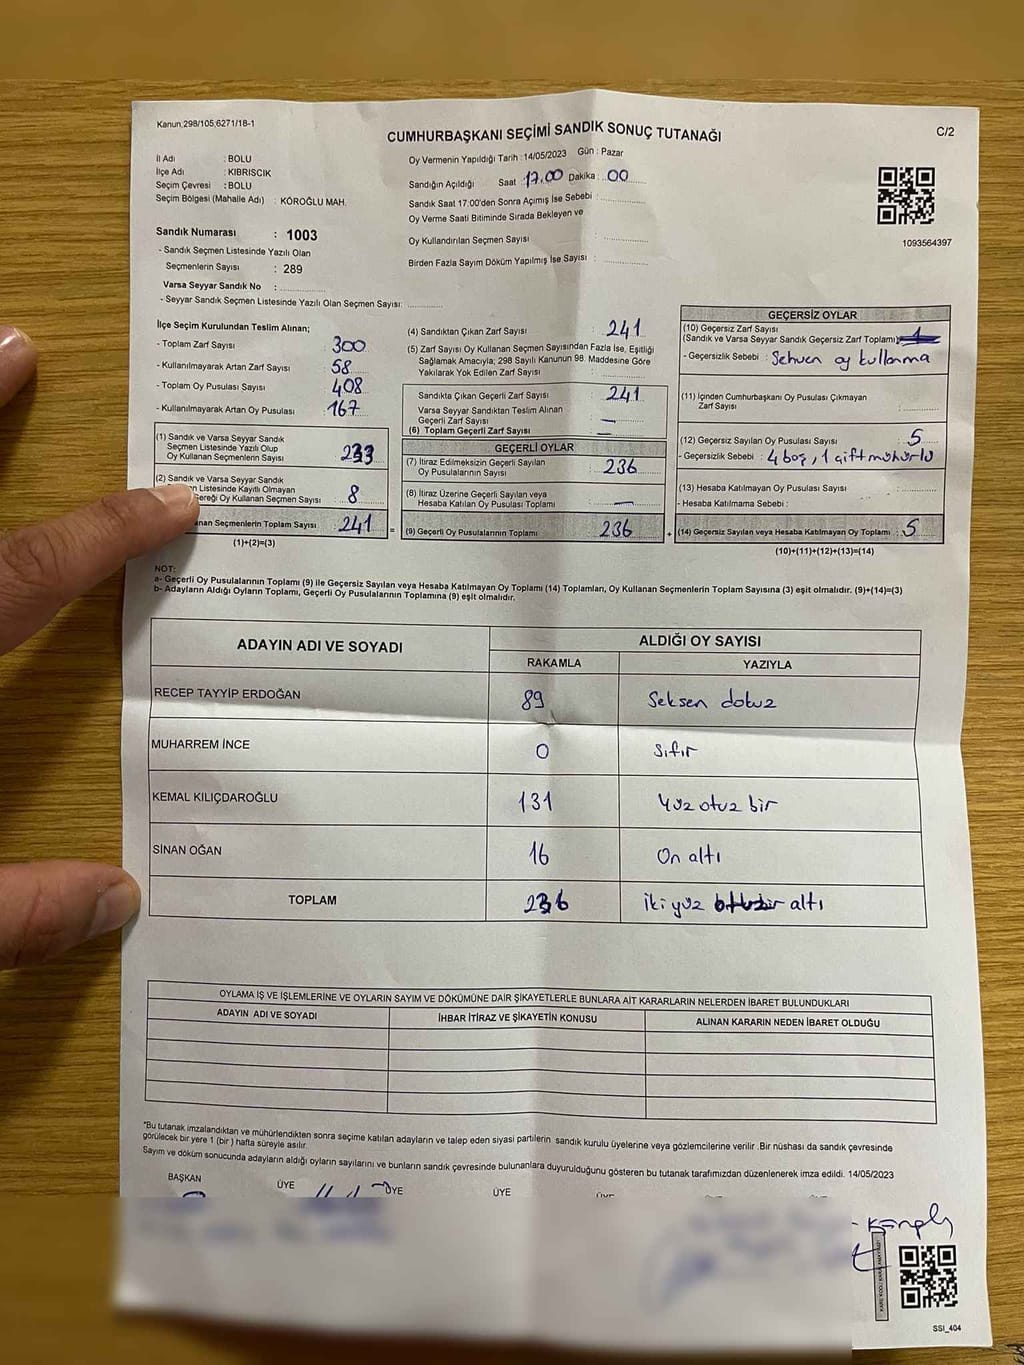 Kanun,298/105,6271/18-1
CUMHURBAŞKANI SEÇİMİ SANDIK SONUÇ TUTANAĞI
C/2
İl Adı : BOLU
İlçe Adı : KIBRISCIK
Seçim Çevresi : BOLU
Seçim Bölgesi (Mahalle Adı) : KÖROĞLU MAH.
Sandık Numarası : 1003
- Sandık Seçmen Listesinde Yazılı Olan
Seçmenlerin Sayısı : 289
Varsa Seyyar Sandık No :
- Seyyar Sandık Seçmen Listesinde Yazılı Olan Seçmen Sayısı:
Oy Vermenin Yapıldığı Tarih : 14/05/2023 Gün : Pazar
Sandığın Açıldığı Saat 17.00 Dakika : 00
Sandık Saat 17.00'den Sonra Açımış İse Sebebi :
Oy Verme Saati Bitiminde Sırada Bekleyen ve
Oy Kullandırılan Seçmen Sayısı :
Birden Fazla Sayım Döküm Yapılmış İse Sayısı :
1093564397
İlçe Seçim Kurulundan Teslim Alınan;
- Toplam Zarf Sayısı 300
- Kullanılmayarak Artan Zarf Sayısı 58
- Toplam Oy Pusulası Sayısı 408
- Kullanılmayarak Artan Oy Pusulası 167
(1) Sandık ve Varsa Seyyar Sandık
Seçmen Listesinde Yazılı Olup
Oy Kullanan Seçmenlerin Sayısı 233
(2) Sandık ve Varsa Seyyar Sandık
Listesinde Kayıtlı Olmayan
Gereği Oy Kullanan Seçmen Sayısı 8
Seçmenlerin Toplam Sayısı 241
(1)+(2)=(3)
(4) Sandıktan Çıkan Zarf Sayısı : 241
(5) Zarf Sayısı Oy Kullanan Seçmen Sayısından Fazla İse, Eşitliği
Sağlamak Amacıyla; 298 Sayılı Kanunun 98. Maddesine Göre
Yakılarak Yok Edilen Zarf Sayısı :
Sandıkta Çıkan Geçerli Zarf Sayısı : 241
Varsa Seyyar Sandıktan Teslim Alınan
Geçerli Zarf Sayısı : —
(6) Toplam Geçerli Zarf Sayısı : —
GEÇERLİ OYLAR
(7) İtiraz Edilmeksizin Geçerli Sayılan
Oy Pusulasının Sayısı : 236
(8) İtiraz Üzerine Geçerli Sayılan veya
Hesaba Katılan Oy Pusulası Toplamı : —
(9) Geçerli Oy Pusulalarının Toplamı 236
=
+
GEÇERSİZ OYLAR
(10) Geçersiz Zarf Sayısı
(Sandık ve Varsa Seyyar Sandık Geçersiz Zarf Toplamı)
- Geçersizlik Sebebi : Sehven oy kullanma
(11) İçinden Cumhurbaşkanı Oy Pusulası Çıkmayan
Zarf Sayısı :
(12) Geçersiz Sayılan Oy Pusulası Sayısı : 5
- Geçersizlik Sebebi : 4 boş, 1 çift mühürlü
(13) Hesaba Katılmayan Oy Pusulası Sayısı :
- Hesaba Katılmama Sebebi :
(14) Geçersiz Sayılan veya Hesaba Katılmayan Oy Toplamı : 5
(10)+(11)+(12)+(13)=(14)
NOT:
a- Geçerli Oy Pusulalarının Toplamı (9) ile Geçersiz Sayılan veya Hesaba Katılmayan Oy Toplamı (14) Toplamları, Oy Kullanan Seçmenlerin Toplam Sayısına (3) eşit olmalıdır. (9)+(14)=(3)
b- Adayların Aldığı Oyların Toplamı, Geçerli Oy Pusulalarının Toplamına (9) eşit olmalıdır.
ADAYIN ADI VE SOYADI
ALDIĞI OY SAYISI
RAKAMLA YAZIYLA
RECEP TAYYİP ERDOĞAN 89 Seksen dokuz
MUHARREM İNCE 0 Sıfır
KEMAL KILIÇDAROĞLU 131 Yüz otuz bir
SİNAN OĞAN 16 On altı
TOPLAM 236 iki yüz altı
OYLAMA İŞ VE İŞLEMLERİNE VE OYLARIN SAYIM VE DÖKÜMÜNE DAİR ŞİKAYETLERLE BUNLARA AİT KARARLARIN NELERDEN İBARET BULUNDUKLARI
ADAYIN ADI VE SOYADI İHBAR İTİRAZ VE ŞİKAYETİN KONUSU ALINAN KARARIN NEDEN İBARET OLDUĞU
*Bu tutanak imzalandıktan ve mühürlendikten sonra seçime katılan adayların ve talep eden siyasi partilerin sandık kurulu üyelerine veya gözlemcilerine verilir .Bir nüshası da sandık çevresinde
görülecek bir yere 1 (bir ) hafta süreyle asılır.
Sayım ve döküm sonucunda adayların aldığı oyların sayılarını ve bunların sandık çevresinde bulunanlara duyurulduğunu gösteren bu tutanak tarafımızdan düzenlenerek imza edildi. 14/05/2023
BAŞKAN ÜYE ÜYE ÜYE
SSI_404